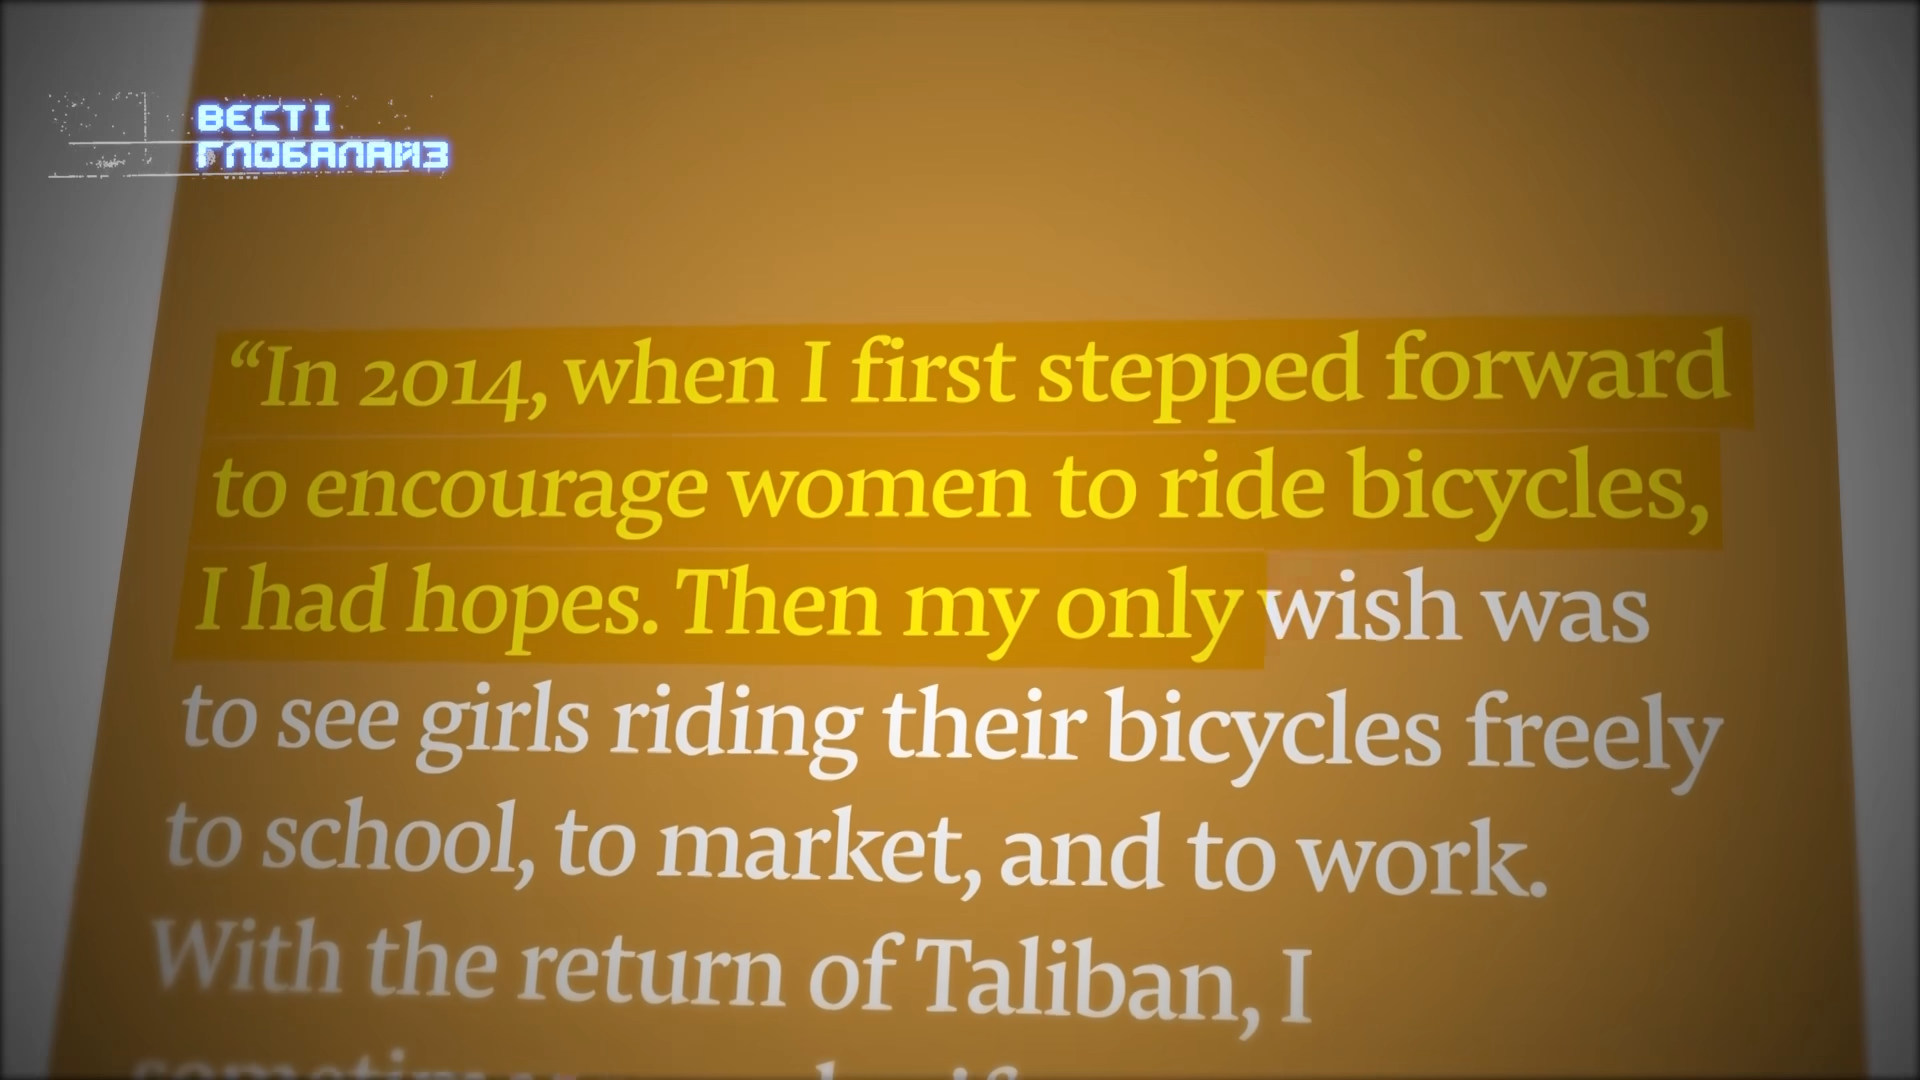 ВЕСТІ
ГЛОБАЛАЙЗ
“In 2014, when I first stepped forward
to encourage women to ride bicycles,
I had hopes. Then my only wish was
to see girls riding their bicycles freely
to school, to market, and to work.
With the return of Taliban, I